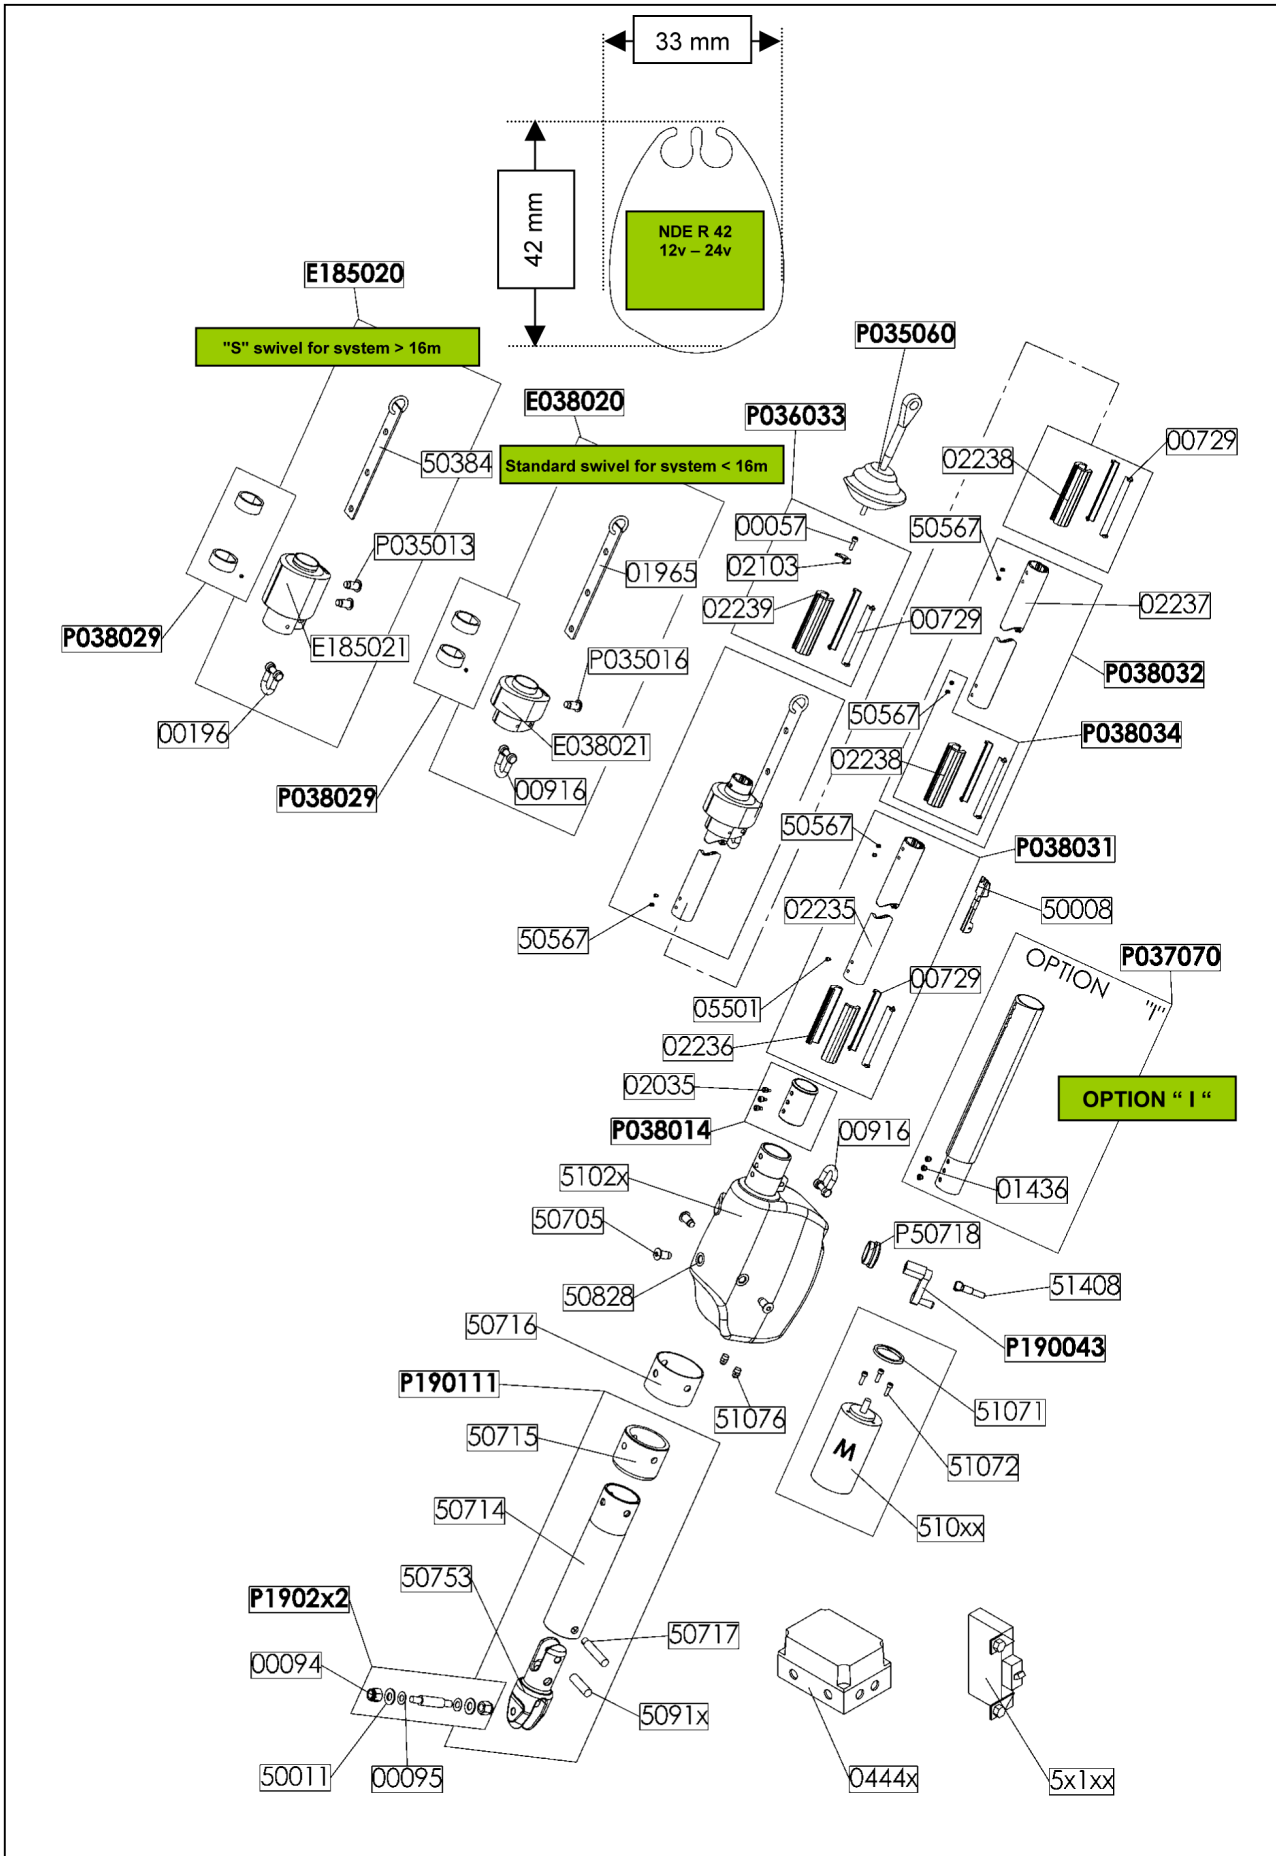 33 mm
42 mm
NDE R 42
12v – 24v
E185020
"S" swivel for system > 16m
P035060
E038020
P036033
00729
50384
Standard swivel for system < 16m
02238
00057
50567
P035013
02103
01965
02239
00729
02237
P038029
E185021
P035016
P038032
50567
00196
E038021
P038034
02238
P038029
00916
50567
P038031
50008
02235
50567
P037070
OPTION
00729
05501
02236
02035
OPTION “ I “
P038014
00916
5102x
01436
50705
P50718
50828
51408
50716
P190043
P190111
51076
51071
50715
M
51072
50714
510xx
50753
P1902x2
50717
00094
5091x
50011
00095
0444x
5x1xx